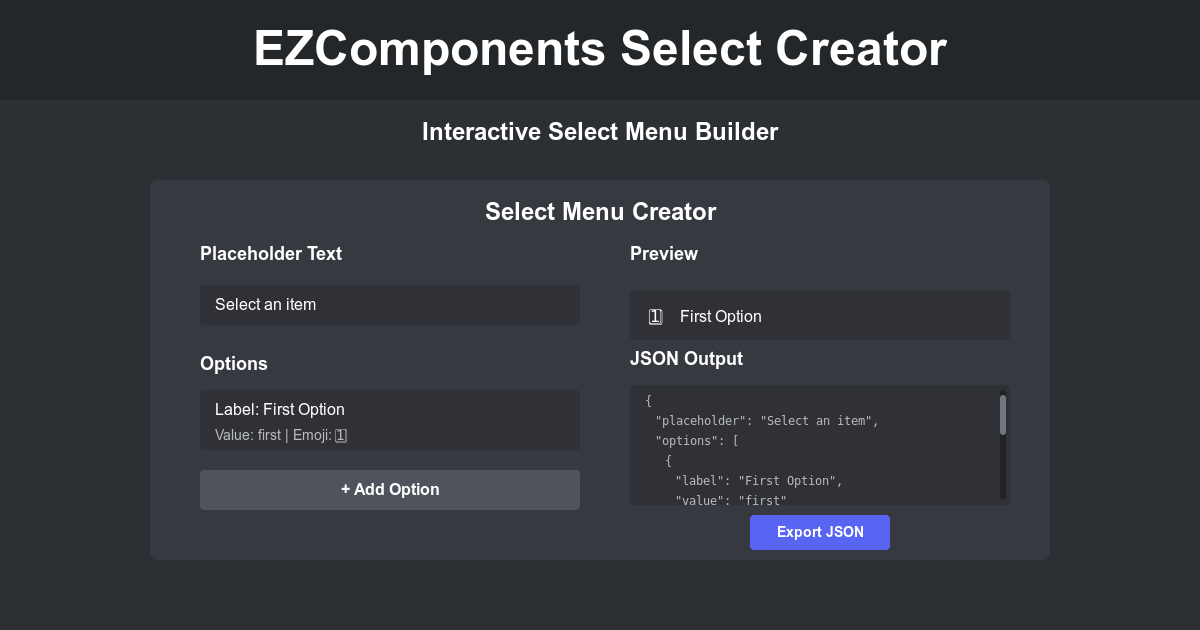 EZComponents Select Creator
Interactive Select Menu Builder
Select Menu Creator
Placeholder Text
Select an item
Options
Label: First Option
Value: first | Emoji: 1
+ Add Option
Preview
1 First Option
JSON Output
{
"placeholder": "Select an item",
"options": [
{
"label": "First Option",
"value": "first"
Export JSON